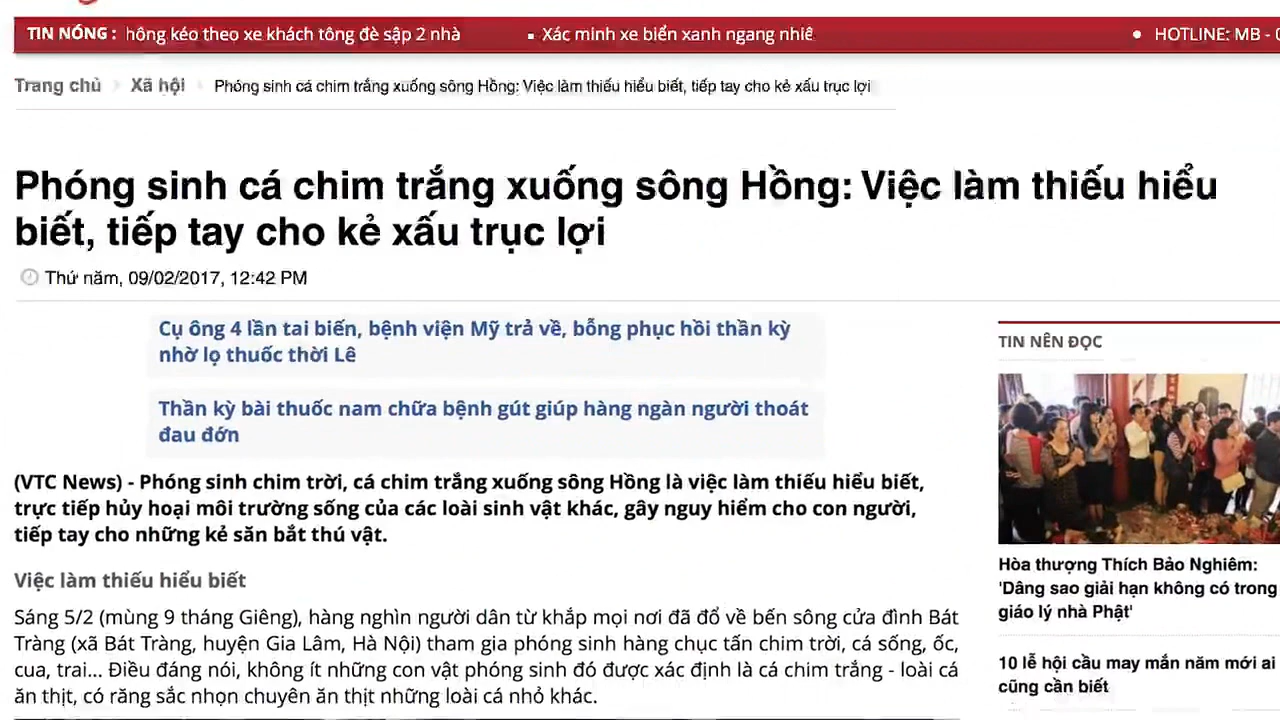 TIN NÓNG : hông kéo theo xe khách tông đè sập 2 nhà ▪ Xác minh xe biển xanh ngang nhiê • HOTLINE: MB - 0
Trang chủ Xã hội Phóng sinh cá chim trắng xuống sông Hồng: Việc làm thiếu hiểu biết, tiếp tay cho kẻ xấu trục lợi
Phóng sinh cá chim trắng xuống sông Hồng: Việc làm thiếu hiểu
biết, tiếp tay cho kẻ xấu trục lợi
Thứ năm, 09/02/2017, 12:42 PM
Cụ ông 4 lần tai biến, bệnh viện Mỹ trả về, bỗng phục hồi thần kỳ
nhờ lọ thuốc thời Lê
Thần kỳ bài thuốc nam chữa bệnh gút giúp hàng ngàn người thoát
đau đớn
(VTC News) - Phóng sinh chim trời, cá chim trắng xuống sông Hồng là việc làm thiếu hiểu biết,
trực tiếp hủy hoại môi trường sống của các loài sinh vật khác, gây nguy hiểm cho con người,
tiếp tay cho những kẻ săn bắt thú vật.
Việc làm thiếu hiểu biết
Sáng 5/2 (mùng 9 tháng Giêng), hàng nghìn người dân từ khắp mọi nơi đã đổ về bến sông cửa đình Bát
Tràng (xã Bát Tràng, huyện Gia Lâm, Hà Nội) tham gia phóng sinh hàng chục tấn chim trời, cá sống, ốc,
cua, trai... Điều đáng nói, không ít những con vật phóng sinh đó được xác định là cá chim trắng - loài cá
ăn thịt, có răng sắc nhọn chuyên ăn thịt những loài cá nhỏ khác.
TIN NÊN ĐỌC
Hòa thượng Thích Bảo Nghiêm:
'Dâng sao giải hạn không có trong
giáo lý nhà Phật'
10 lễ hội cầu may mắn năm mới ai
cũng cần biết